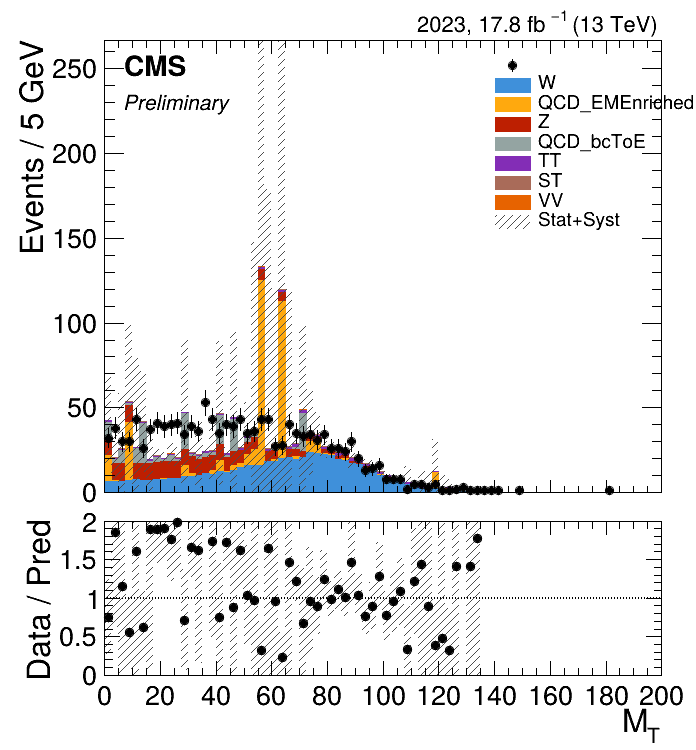 2023, 17.8 fb⁻¹ (13 TeV)
CMS
Preliminary
Events / 5 GeV
250
200
150
100
50
0
W
QCD_EMEnriched
Z
QCD_bcToE
TT
ST
VV
Stat+Syst
Data / Pred
2
1.5
1
0.5
0
0 20 40 60 80 100 120 140 160 180 200
M_T